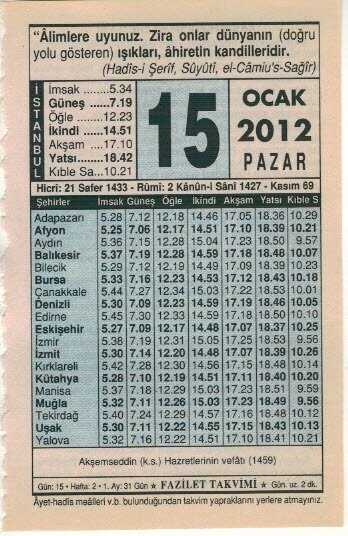 “Âlimlere uyunuz. Zira onlar dünyanın (doğru
yolu gösteren) ışıkları, âhiretin kandilleridir.
(Hadis-i Şerîf, Sûyûti, el-Câmiu's-Sağîr)
İSTANBUL
İmsak ........ 5.34
Güneş ...... 7.19
Öğle ........ 12.23
İkindi ...... 14.51
Akşam .... 17.10
Yatsı ....... 18.42
Kıble Sa... 10.21
15
OCAK
2012
PAZAR
Hicrî: 21 Safer 1433 - Rûmî: 2 Kânûn-i Sânî 1427 - Kasım 69
Şehirler İmsak Güneş Öğle İkindi Akşam Yatsı Kıble S
Adapazarı 5.28 7.12 12.18 14.46 17.05 18.36 10.29
Afyon 5.25 7.06 12.17 14.51 17.10 18.39 10.21
Aydın 5.36 7.15 12.28 15.04 17.23 18.50 9.57
Balıkesir 5.37 7.19 12.28 14.59 17.18 18.48 10.07
Bilecik 5.29 7.12 12.19 14.49 17.09 18.39 10.23
Bursa 5.33 7.16 12.23 14.53 17.12 18.43 10.18
Çanakkale 5.44 7.27 12.34 15.03 17.22 18.53 10.01
Denizli 5.30 7.09 12.23 14.59 17.19 18.46 10.05
Edirne 5.45 7.30 12.33 14.59 17.18 18.50 10.10
Eskişehir 5.27 7.09 12.17 14.48 17.07 18.37 10.25
İzmir 5.38 7.19 12.31 15.05 17.25 18.53 9.56
İzmit 5.30 7.14 12.20 14.48 17.07 18.39 10.26
Kırklareli 5.42 7.28 12.30 14.56 17.15 18.48 10.14
Kütahya 5.28 7.10 12.19 14.51 17.11 18.40 10.20
Manisa 5.37 7.18 12.29 15.03 17.23 18.51 9.59
Muğla 5.32 7.11 12.26 15.03 17.23 18.49 9.56
Tekirdağ 5.40 7.24 12.27 14.57 17.16 18.48 10.12
Uşak 5.30 7.11 12.22 14.55 17.15 18.43 10.13
Yalova 5.32 7.16 12.22 14.51 17.10 18.41 10.21
Akşemseddin (k.s.) Hazretlerinin vefâtı (1459)
Gün: 15 • Hafta: 2 • 1. Ay: 31 Gün ★ FAZİLET TAKVİMİ ★ Gün. uz. 2 dk.
Âyet-hadîs meâlleri v.b. bulunduğundan takvim yapraklarını yerlere atmayınız.